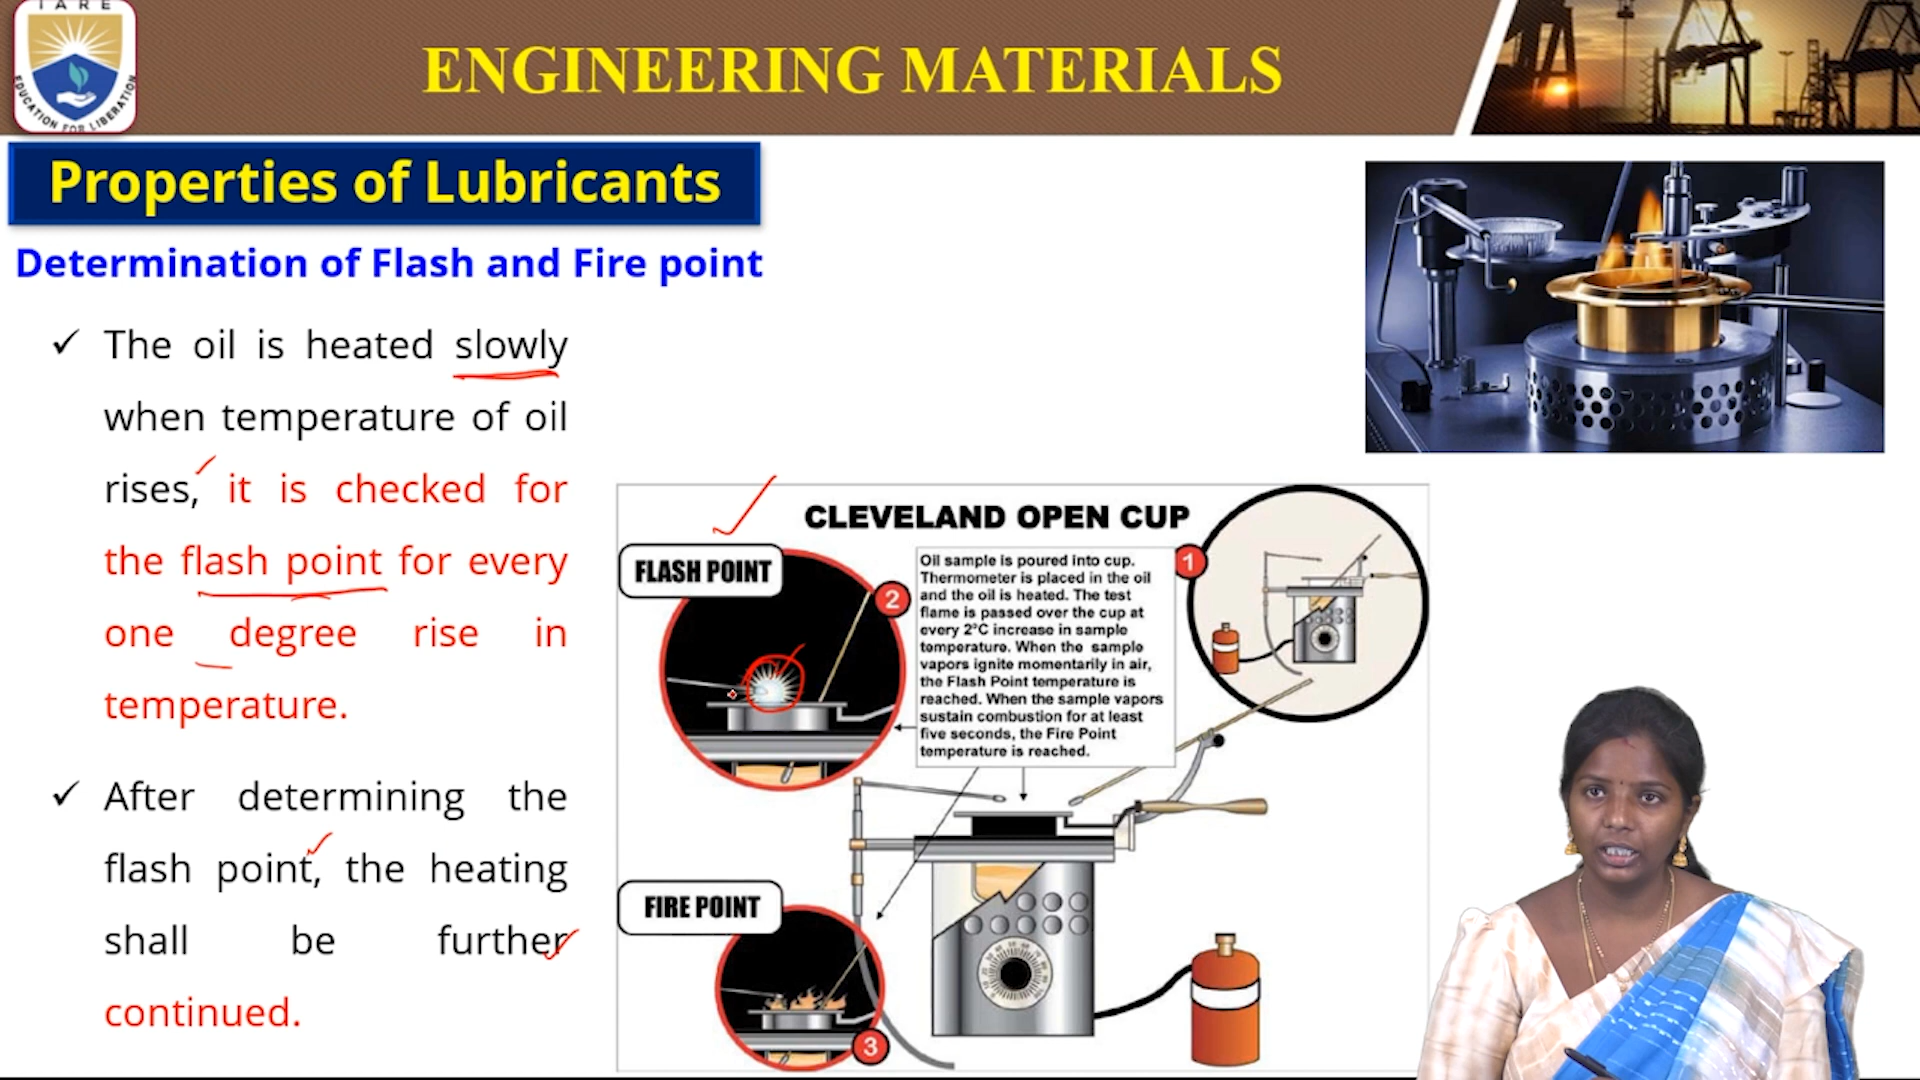 IARE
EDUCATION FOR LIBERATION
ENGINEERING MATERIALS
Properties of Lubricants
Determination of Flash and Fire point
✓ The oil is heated slowly
when temperature of oil
rises, it is checked for
the flash point for every
one degree rise in
temperature.
✓ After determining the
flash point, the heating
shall be further
continued.
CLEVELAND OPEN CUP
FLASH POINT
2
Oil sample is poured into cup.
Thermometer is placed in the oil
and the oil is heated. The test
flame is passed over the cup at
every 2°C increase in sample
temperature. When the sample
vapors ignite momentarily in air,
the Flash Point temperature is
reached. When the sample vapors
sustain combustion for at least
five seconds, the Fire Point
temperature is reached.
1
FIRE POINT
3